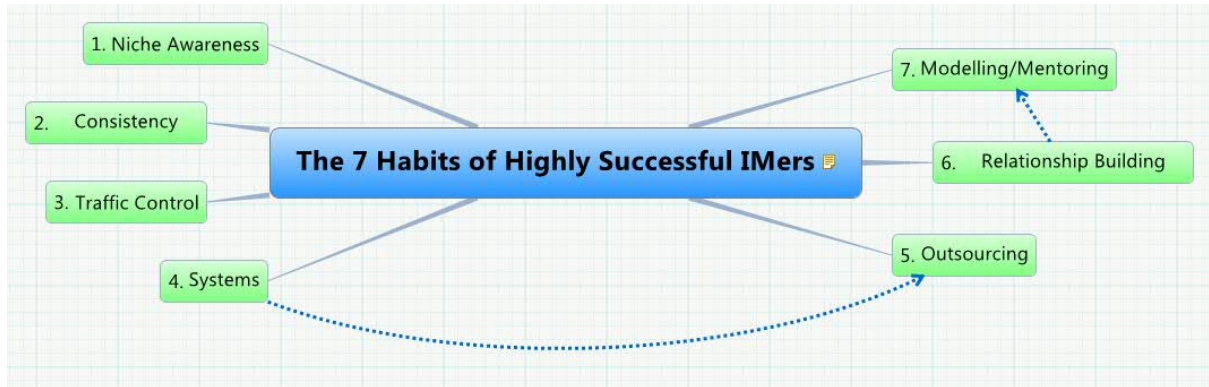 The 7 Habits of Highly Successful IMers
1. Niche Awareness
2. Consistency
3. Traffic Control
4. Systems
5. Outsourcing
6. Relationship Building
7. Modelling/Mentoring